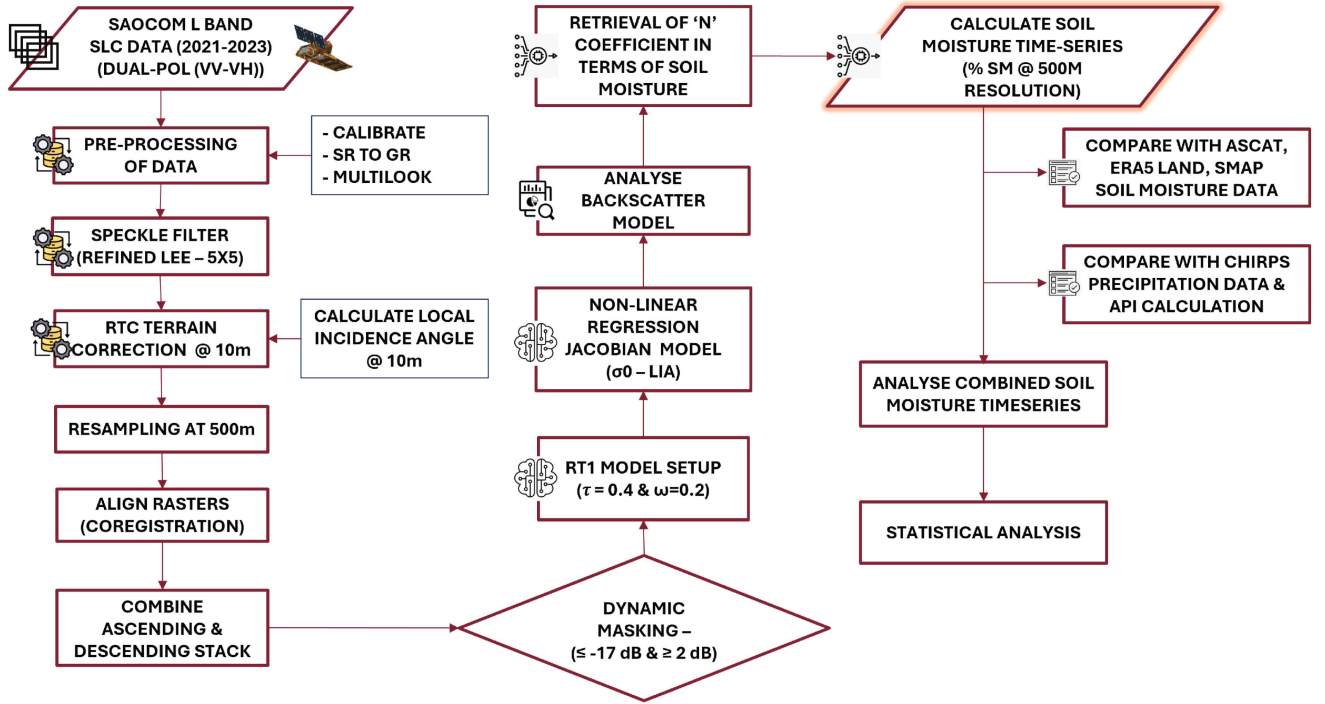 SAOCOM L BAND
SLC DATA (2021-2023)
(DUAL-POL (VV-VH))
PRE-PROCESSING
OF DATA
- CALIBRATE
- SR TO GR
- MULTILOOK
SPECKLE FILTER
(REFINED LEE – 5X5)
RTC TERRAIN
CORRECTION @ 10m
CALCULATE LOCAL
INCIDENCE ANGLE
@ 10m
RESAMPLING AT 500m
ALIGN RASTERS
(COREGISTRATION)
COMBINE
ASCENDING &
DESCENDING STACK
DYNAMIC
MASKING –
(≤ -17 dB & ≥ 2 dB)
RT1 MODEL SETUP
(τ = 0.4 & ω=0.2)
NON-LINEAR
REGRESSION
JACOBIAN MODEL
(σ0 – LIA)
ANALYSE
BACKSCATTER
MODEL
RETRIEVAL OF ‘N’
COEFFICIENT IN
TERMS OF SOIL
MOISTURE
CALCULATE SOIL
MOISTURE TIME-SERIES
(% SM @ 500M
RESOLUTION)
COMPARE WITH ASCAT,
ERA5 LAND, SMAP
SOIL MOISTURE DATA
COMPARE WITH CHIRPS
PRECIPITATION DATA &
API CALCULATION
ANALYSE COMBINED SOIL
MOISTURE TIMESERIES
STATISTICAL ANALYSIS